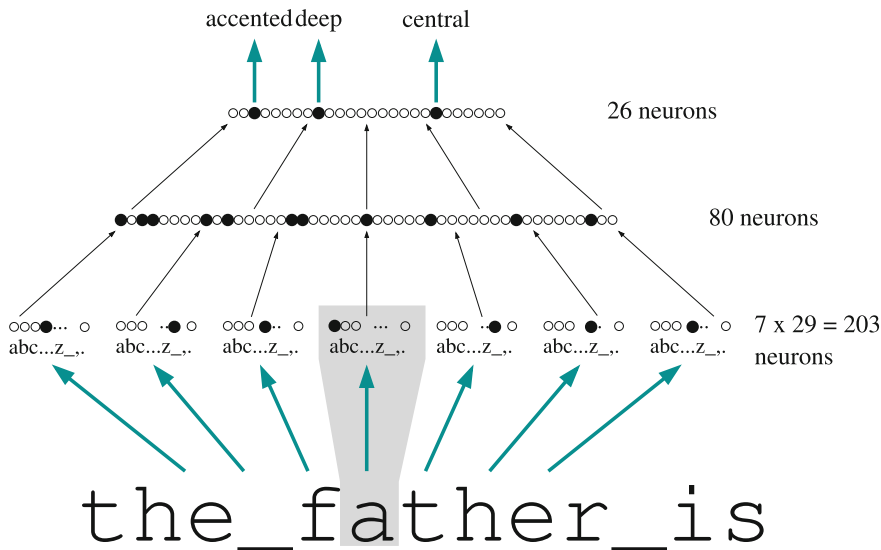 accented deep central
26 neurons
80 neurons
7 x 29 = 203
neurons
abc...z_,. abc...z_,. abc...z_,. abc...z_,. abc...z_,. abc...z_,. abc...z_,.
the_father_is